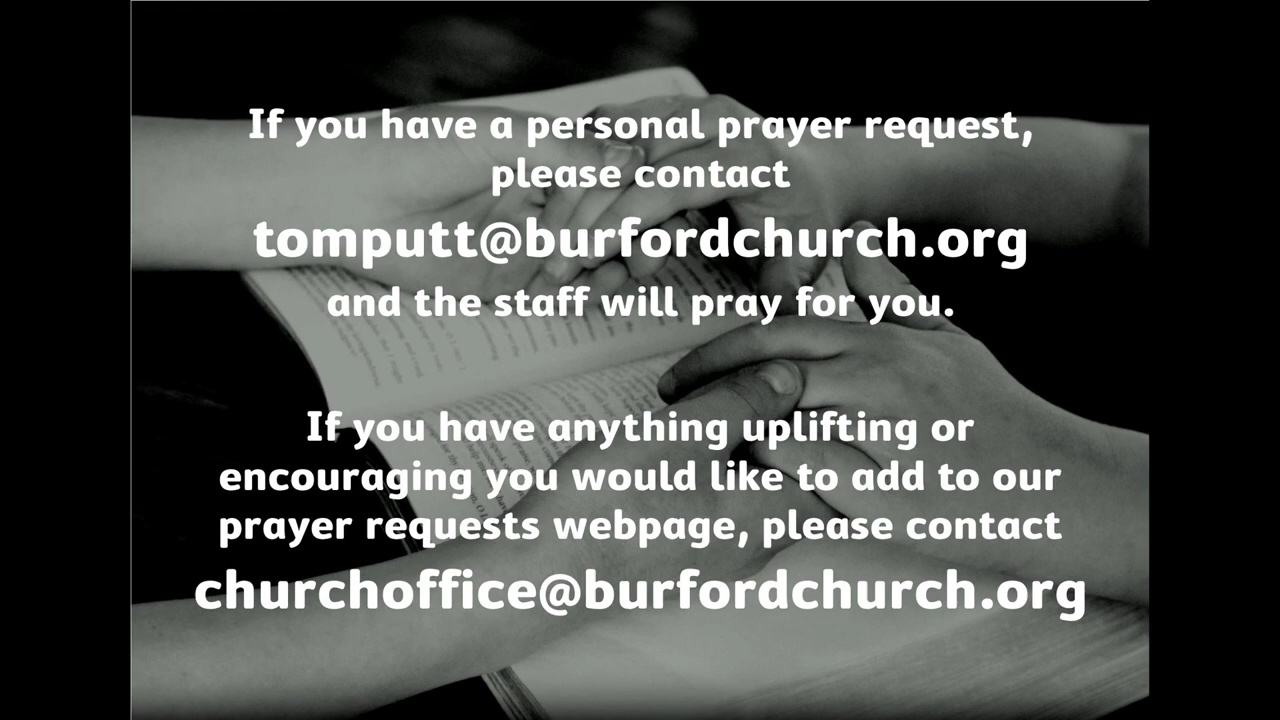 If you have a personal prayer request,
please contact
tomputt@burfordchurch.org
and the staff will pray for you.
If you have anything uplifting or
encouraging you would like to add to our
prayer requests webpage, please contact
churchoffice@burfordchurch.org